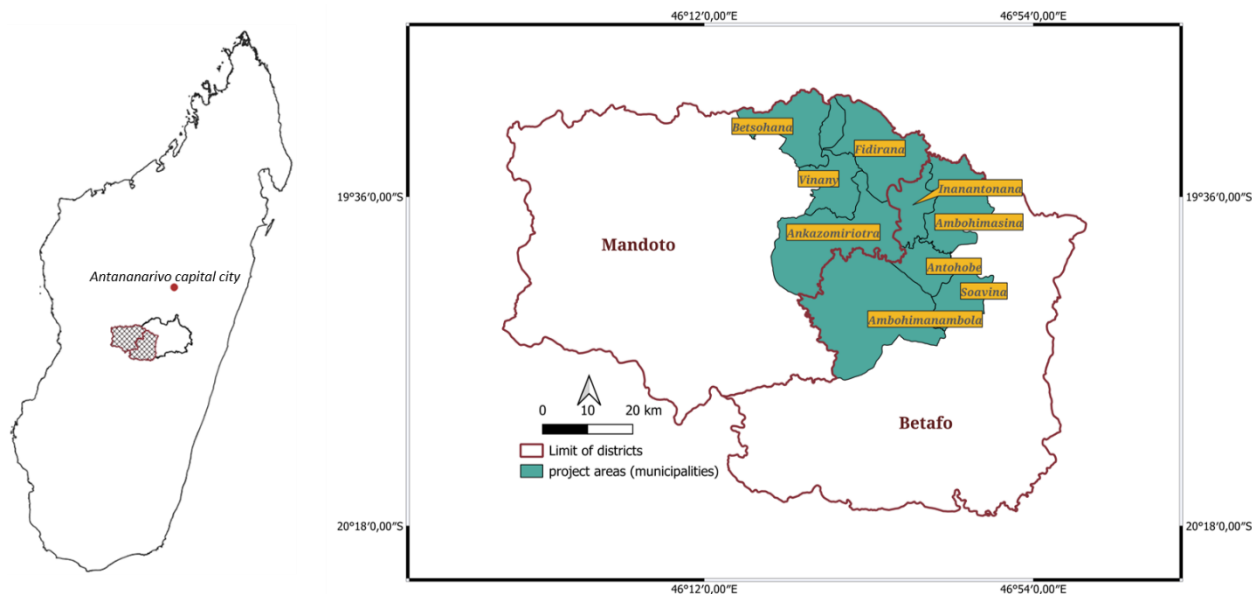 Antananarivo capital city
46°12′0,00″E
46°54′0,00″E
19°36′0,00″S
19°36′0,00″S
20°18′0,00″S
20°18′0,00″S
46°12′0,00″E
46°54′0,00″E
Betsohana
Fidirana
Vinany
Inanantonana
Ambohimasina
Ankazomiriotra
Mandoto
Antohobe
Soavina
Ambohimanambola
Betafo
0 10 20 km
Limit of districts
project areas (municipalities)